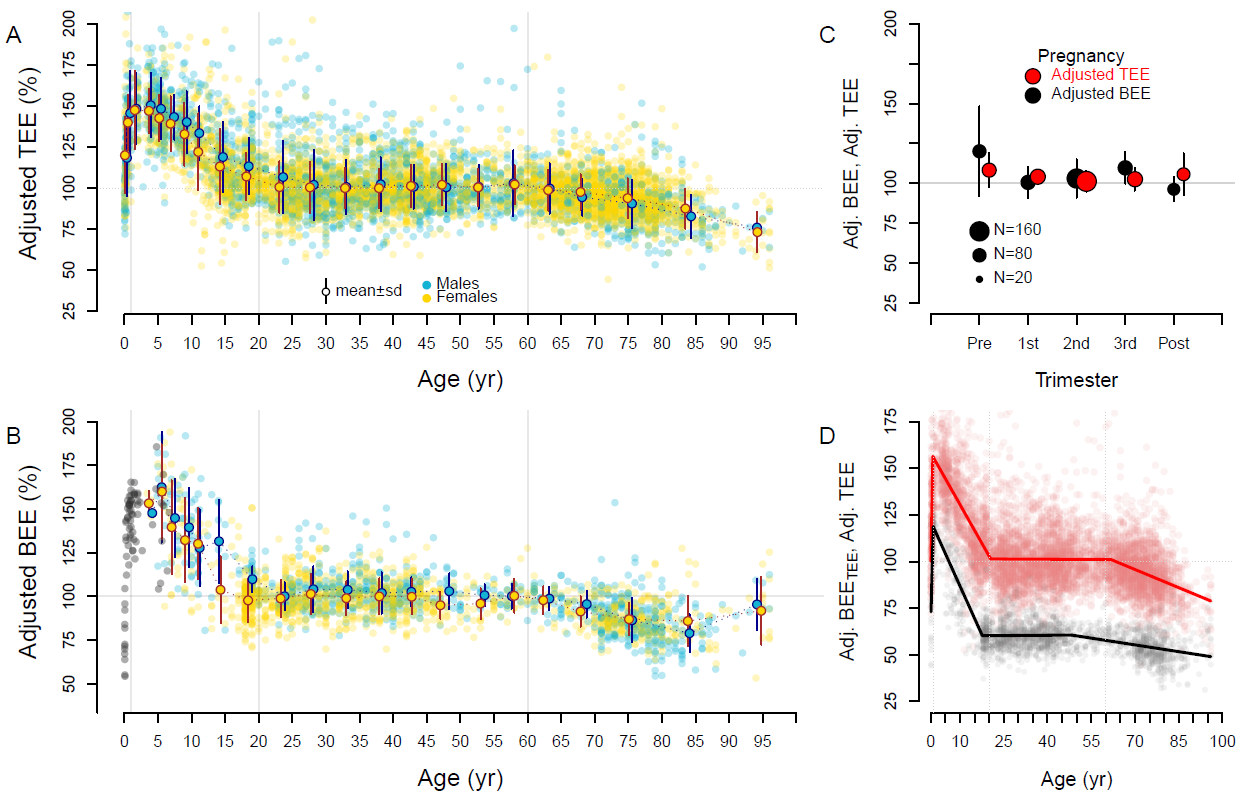 A
Adjusted TEE (%)
200
175
150
125
100
75
50
25
mean±sd
Males
Females
0 5 10 15 20 25 30 35 40 45 50 55 60 65 70 75 80 85 90 95
Age (yr)
B
Adjusted BEE (%)
200
175
150
125
100
75
50
0 5 10 15 20 25 30 35 40 45 50 55 60 65 70 75 80 85 90 95
Age (yr)
C
Adj. BEE, Adj. TEE
200
175
150
125
100
75
50
25
Pregnancy
Adjusted TEE
Adjusted BEE
N=160
N=80
N=20
Pre 1st 2nd 3rd Post
Trimester
D
Adj. BEETEE, Adj. TEE
175
150
125
100
75
50
25
0 10 25 40 55 70 85 100
Age (yr)